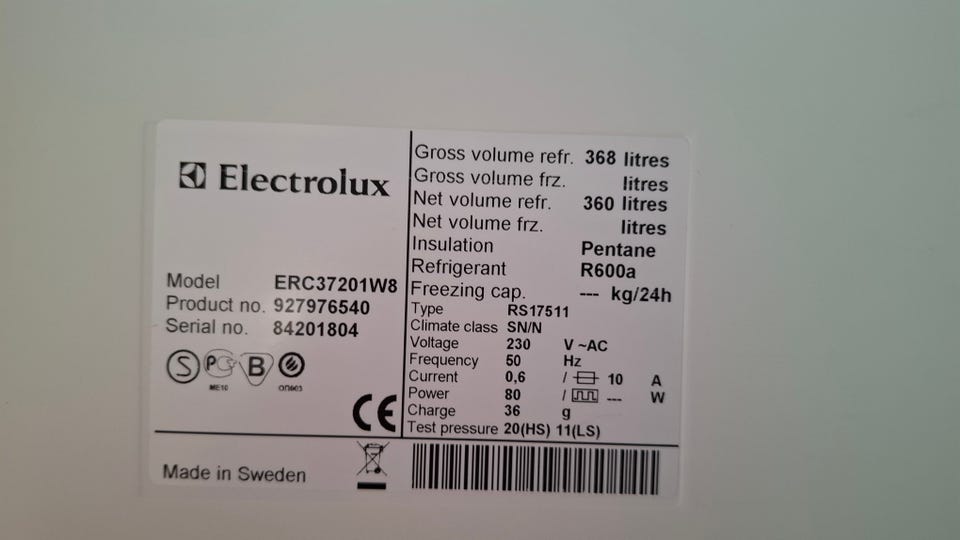 Electrolux
Model ERC37201W8
Product no. 927976540
Serial no. 84201804
S B
ME10
CE
Gross volume refr. 368 litres
Gross volume frz. litres
Net volume refr. 360 litres
Net volume frz. litres
Insulation Pentane
Refrigerant R600a
Freezing cap. --- kg/24h
Type RS17511
Climate class SN/N
Voltage 230 V ~AC
Frequency 50 Hz
Current 0,6 / 10 A
Power 80 / --- W
Charge 36 g
Test pressure 20(HS) 11(LS)
Made in Sweden